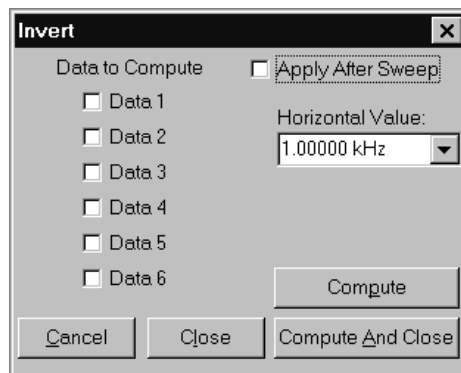 Invert
Data to Compute
Apply After Sweep
Data 1
Data 2
Data 3
Data 4
Data 5
Data 6
Horizontal Value:
1.00000 kHz
Compute
Cancel
Close
Compute And Close